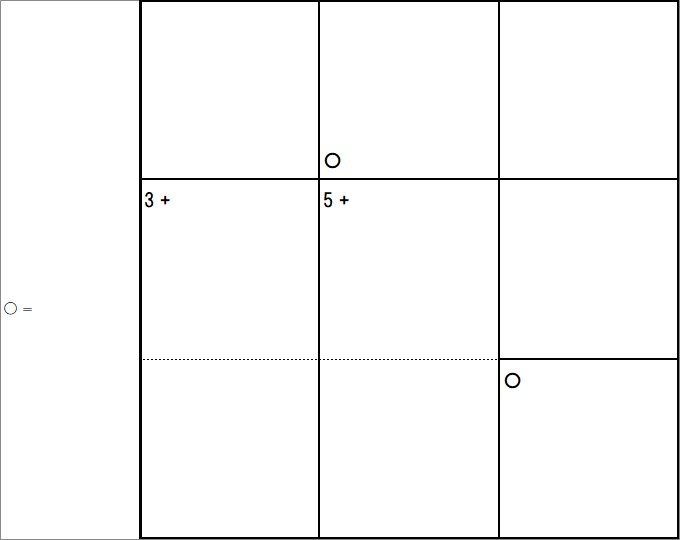 ○
3 + 5 +
○ =
○